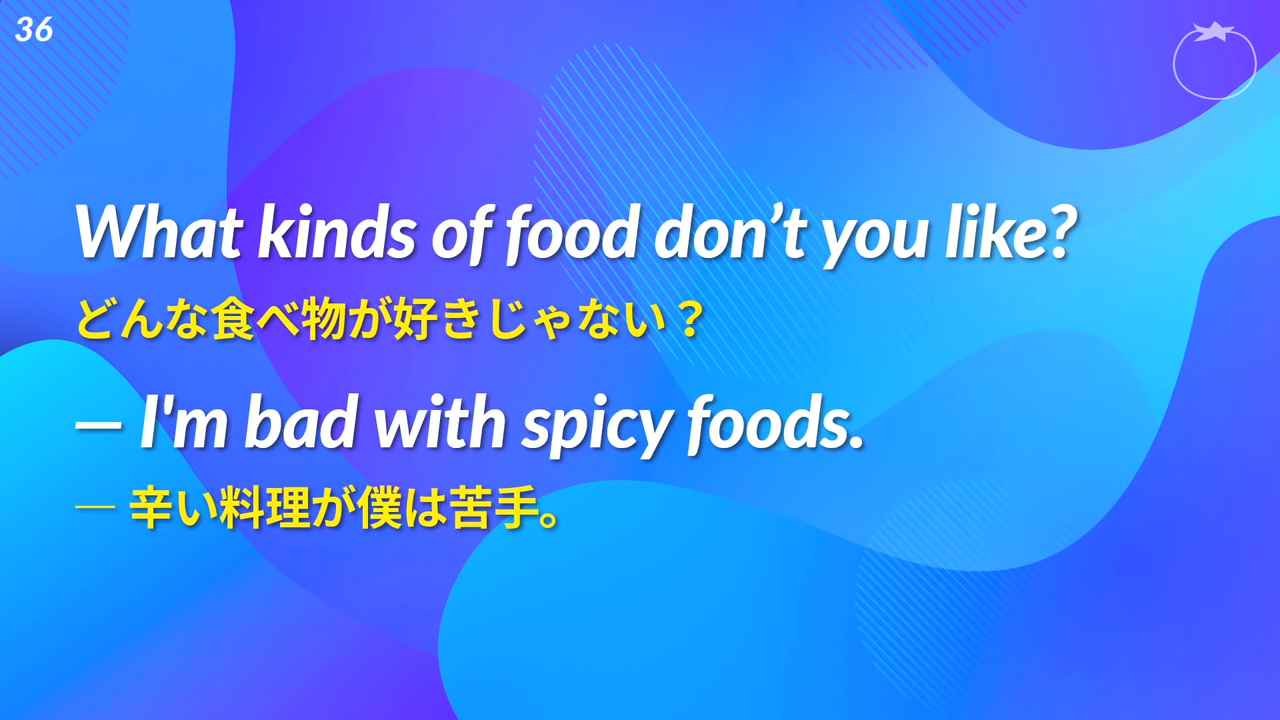 36
What kinds of food don’t you like?
どんな食べ物が好きじゃない？
– I'm bad with spicy foods.
― 辛い料理が僕は苦手。